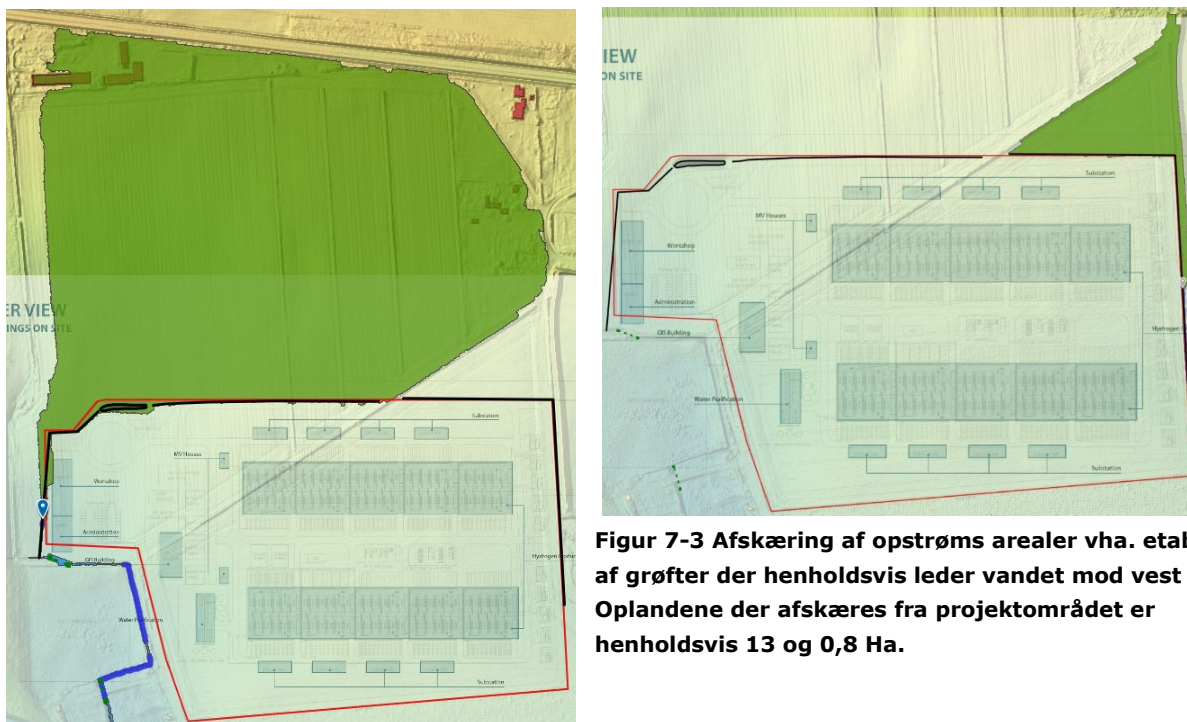 ER VIEW
INGS ON SITE
Substation
MV Houses
Workshop
Administration
GIS Building
Water Purification
Substation
IEW
ON SITE
Substation
MV Houses
Workshop
Administration
GIS Building
Water Purification
Substation
Figur 7-3 Afskæring af opstrøms arealer vha. etab
af grøfter der henholdsvis leder vandet mod vest
Oplandene der afskæres fra projektområdet er
henholdsvis 13 og 0,8 Ha.